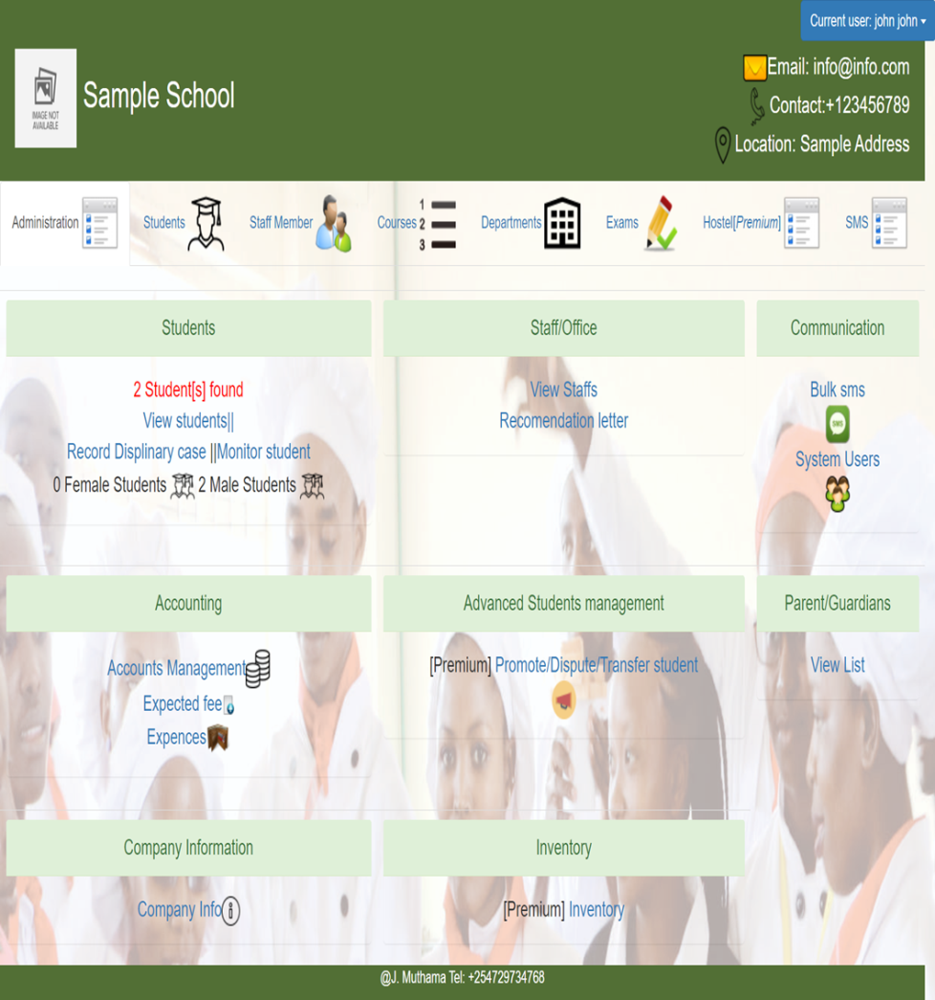 Current user: john john
IMAGE NOT
AVAILABLE
Sample School
Email: info@info.com
Contact:+123456789
Location: Sample Address
Administration Students Staff Member Courses 1 2 3 Departments Exams Hostel[Premium] SMS
Students
2 Student[s] found
View students||
Record Displinary case ||Monitor student
0 Female Students 2 Male Students
Staff/Office
View Staffs
Recomendation letter
Communication
Bulk sms
SMS
System Users
Accounting
Accounts Management
Expected fee
Expences
Advanced Students management
[Premium] Promote/Dispute/Transfer student
Parent/Guardians
View List
Company Information
Company Info
Inventory
[Premium] Inventory
@J. Muthama Tel: +254729734768